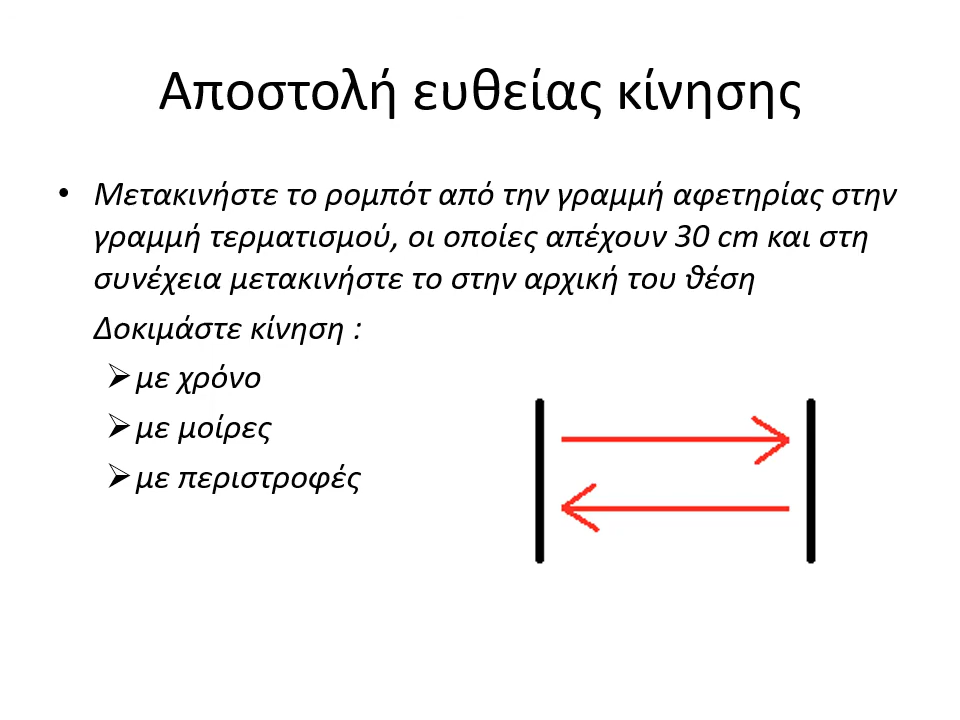 Αποστολή ευθείας κίνησης
• Μετακινήστε το ρομπότ από την γραμμή αφετηρίας στην
γραμμή τερματισμού, οι οποίες απέχουν 30 cm και στη
συνέχεια μετακινήστε το στην αρχική του θέση
Δοκιμάστε κίνηση :
➢ με χρόνο
➢ με μοίρες
➢ με περιστροφές